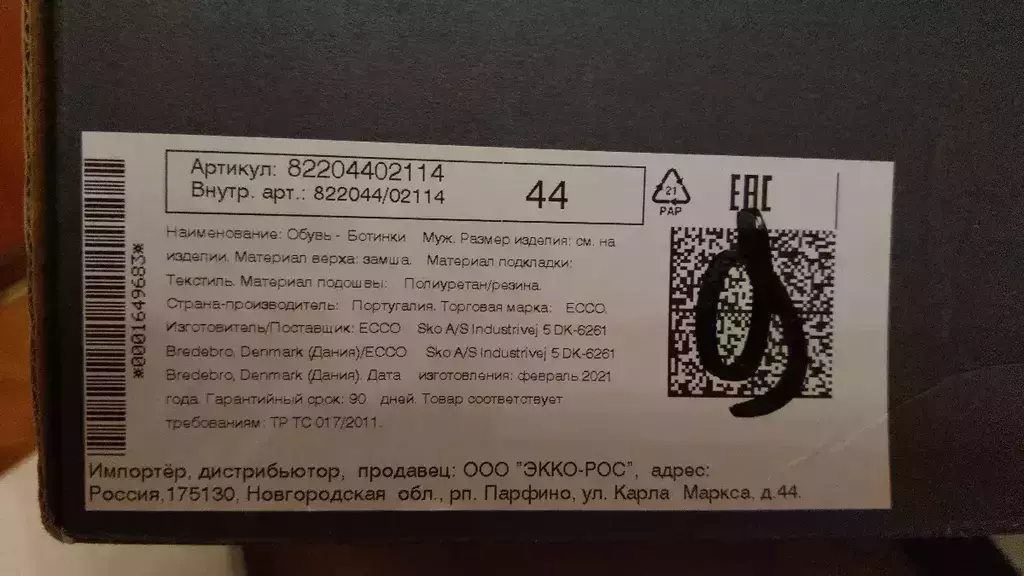 Артикул: 82204402114
Внутр. арт.: 822044/02114
44
21
PAP
EAC
*0001649683*
Наименование: Обувь - Ботинки Муж. Размер изделия: см. на
изделии. Материал верха: замша. Материал подкладки:
Текстиль. Материал подошвы: Полиуретан/резина.
Страна-производитель: Португалия. Торговая марка: ECCO.
Изготовитель/Поставщик: ECCO Sko A/S Industrivej 5 DK-6261
Bredebro, Denmark (Дания)/ECCO Sko A/S Industrivej 5 DK-6261
Bredebro, Denmark (Дания). Дата изготовления: февраль 2021
года. Гарантийный срок: 90 дней. Товар соответствует
требованиям: ТР ТС 017/2011.
Импортёр, дистрибьютор, продавец: ООО "ЭККО-РОС", адрес:
Россия,175130, Новгородская обл., рп. Парфино, ул. Карла Маркса, д.44.